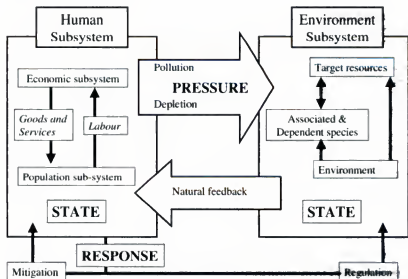 Human
Subsystem
Environment
Subsystem
Economic subsystem
Goods and
Services
Labour
Population sub-system
STATE
Pollution
PRESSURE
Depletion
Natural feedback
Target resources
Associated &
Dependent species
Environment
STATE
RESPONSE
Mitigation
Regulation